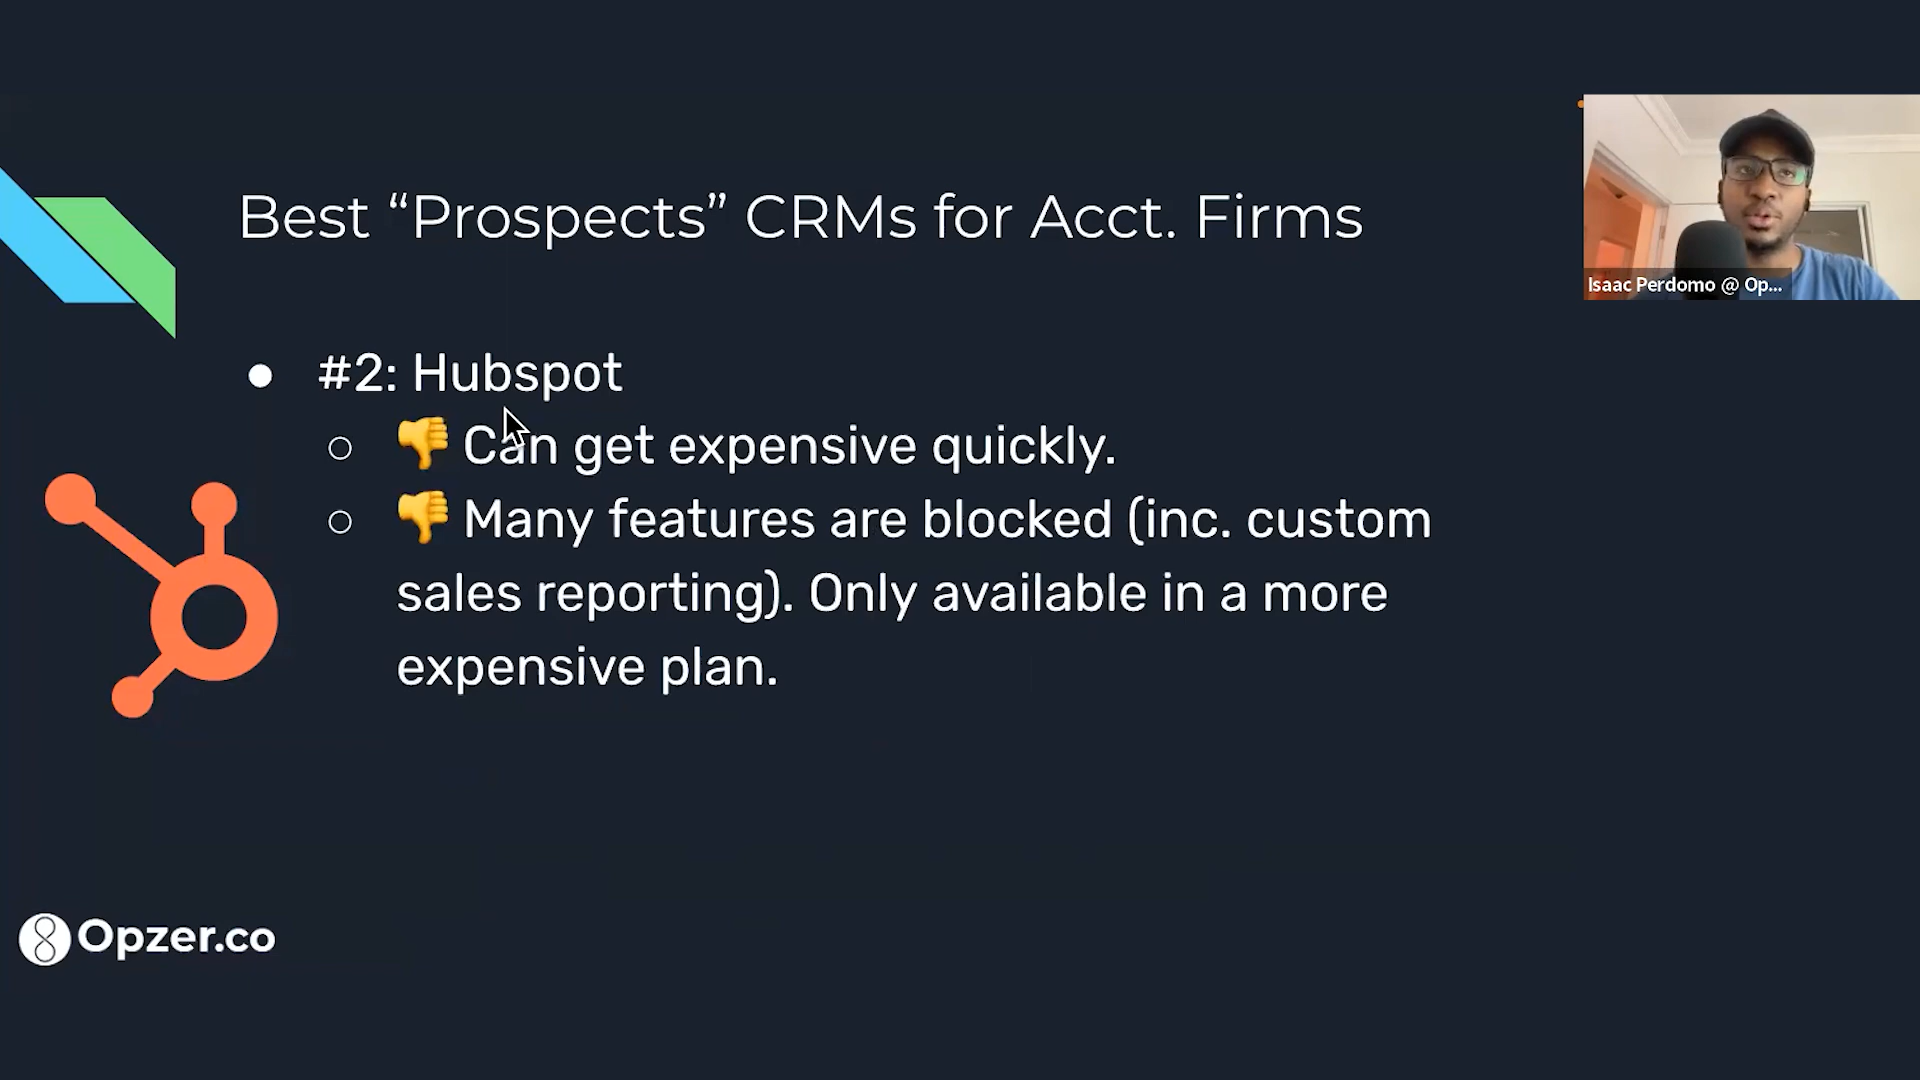 Best “Prospects” CRMs for Acct. Firms
Isaac Perdomo @ Op...
#2: Hubspot
👎 Can get expensive quickly.
👎 Many features are blocked (inc. custom
sales reporting). Only available in a more
expensive plan.
Opzer.co